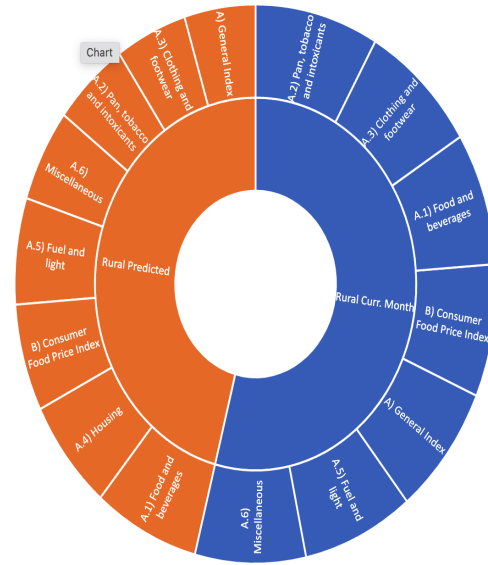 Chart
A) General Index
A.2) Pan, tobacco
and intoxicants
A.3) Clothing and
footwear
A.1) Food and
beverages
B) Consumer
Food Price Index
A) General Index
A.5) Fuel and
light
A.6)
Miscellaneous
A.1) Food and
beverages
A.4) Housing
B) Consumer
Food Price Index
A.5) Fuel and
light
A.6)
Miscellaneous
A.2) Pan, tobacco
and intoxicants
A.3) Clothing and
footwear
Rural Predicted
Rural Curr. Month